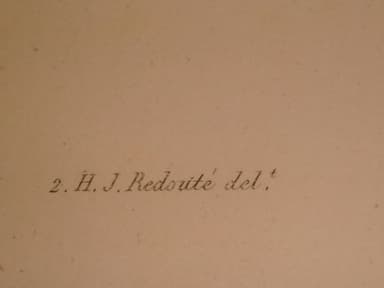 2. H. J. Redouté del.t